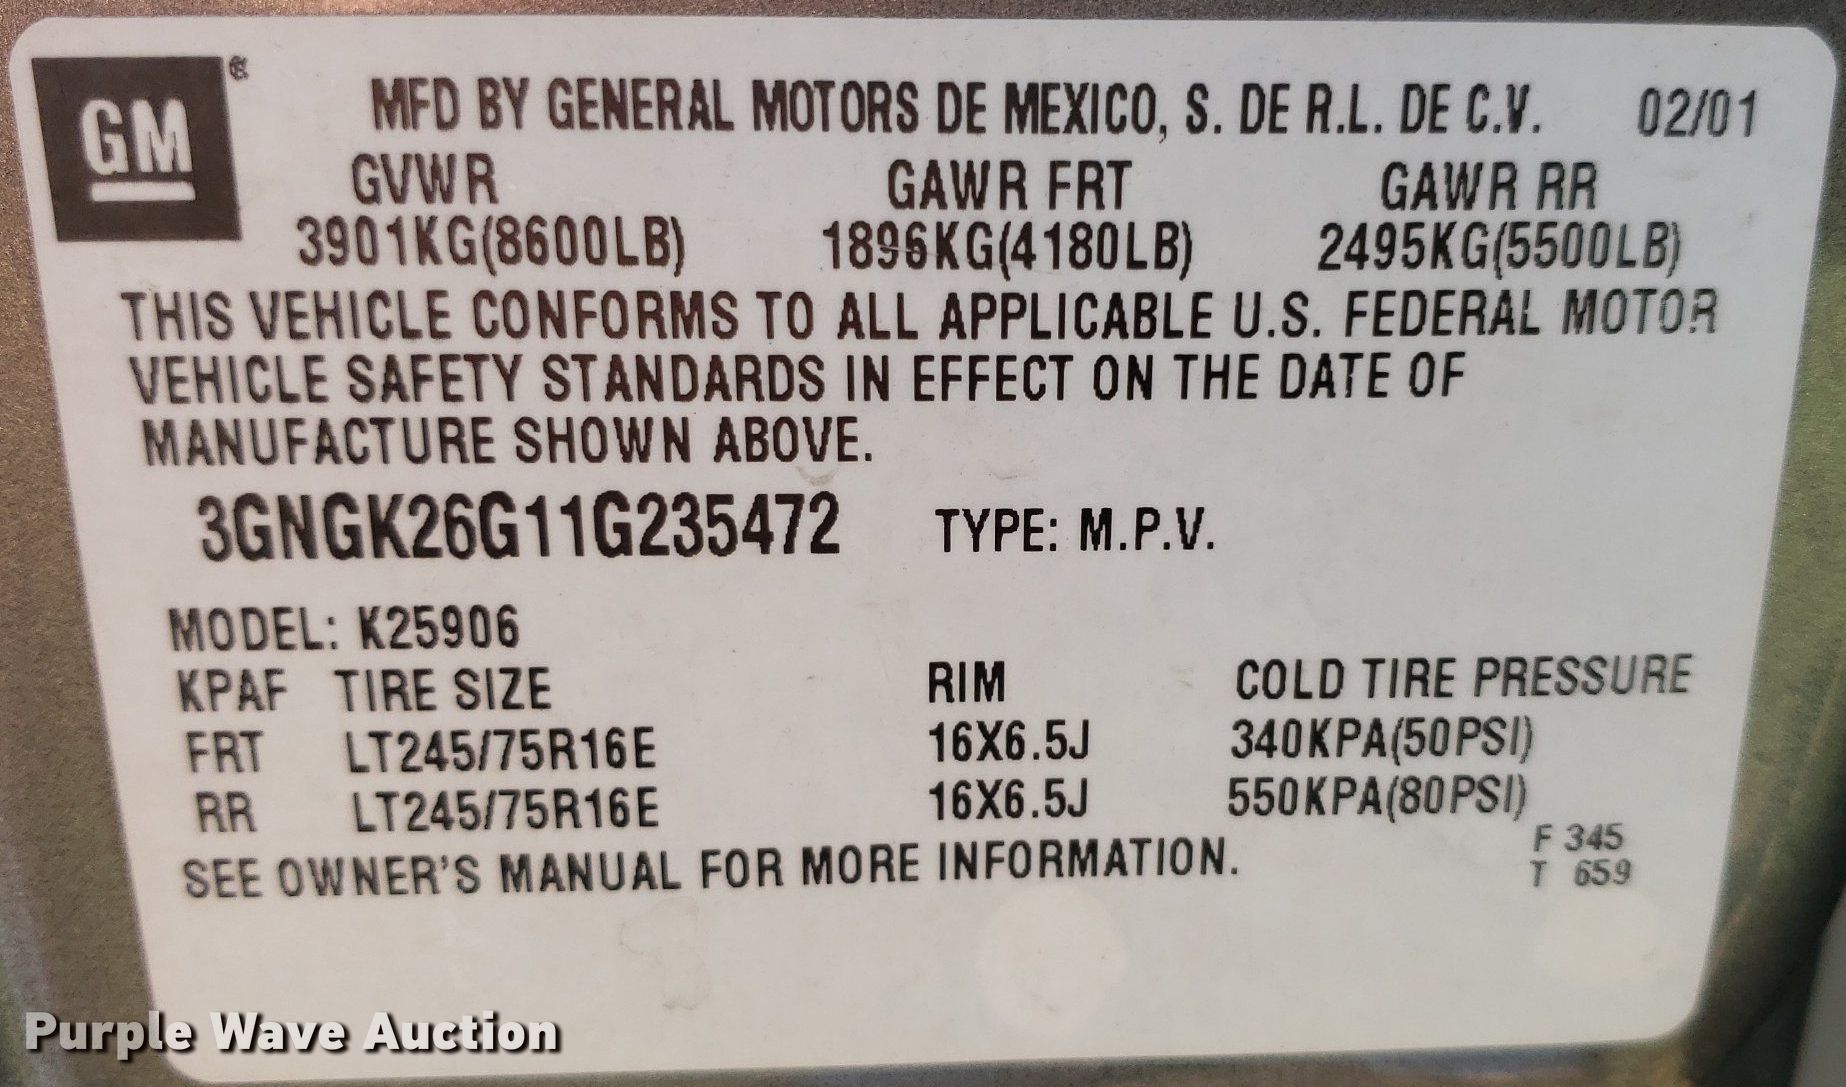 GM
MFD BY GENERAL MOTORS DE MEXICO, S. DE R.L. DE C.V. 02/01
GVWR GAWR FRT GAWR RR
3901KG(8600LB) 1896KG(4180LB) 2495KG(5500LB)
THIS VEHICLE CONFORMS TO ALL APPLICABLE U.S. FEDERAL MOTOR
VEHICLE SAFETY STANDARDS IN EFFECT ON THE DATE OF
MANUFACTURE SHOWN ABOVE.
3GNGK26G11G235472 TYPE: M.P.V.
MODEL: K25906
KPAF TIRE SIZE RIM COLD TIRE PRESSURE
FRT LT245/75R16E 16X6.5J 340KPA(50PSI)
RR LT245/75R16E 16X6.5J 550KPA(80PSI)
SEE OWNER'S MANUAL FOR MORE INFORMATION.
F 345
T 659
Purple Wave Auction